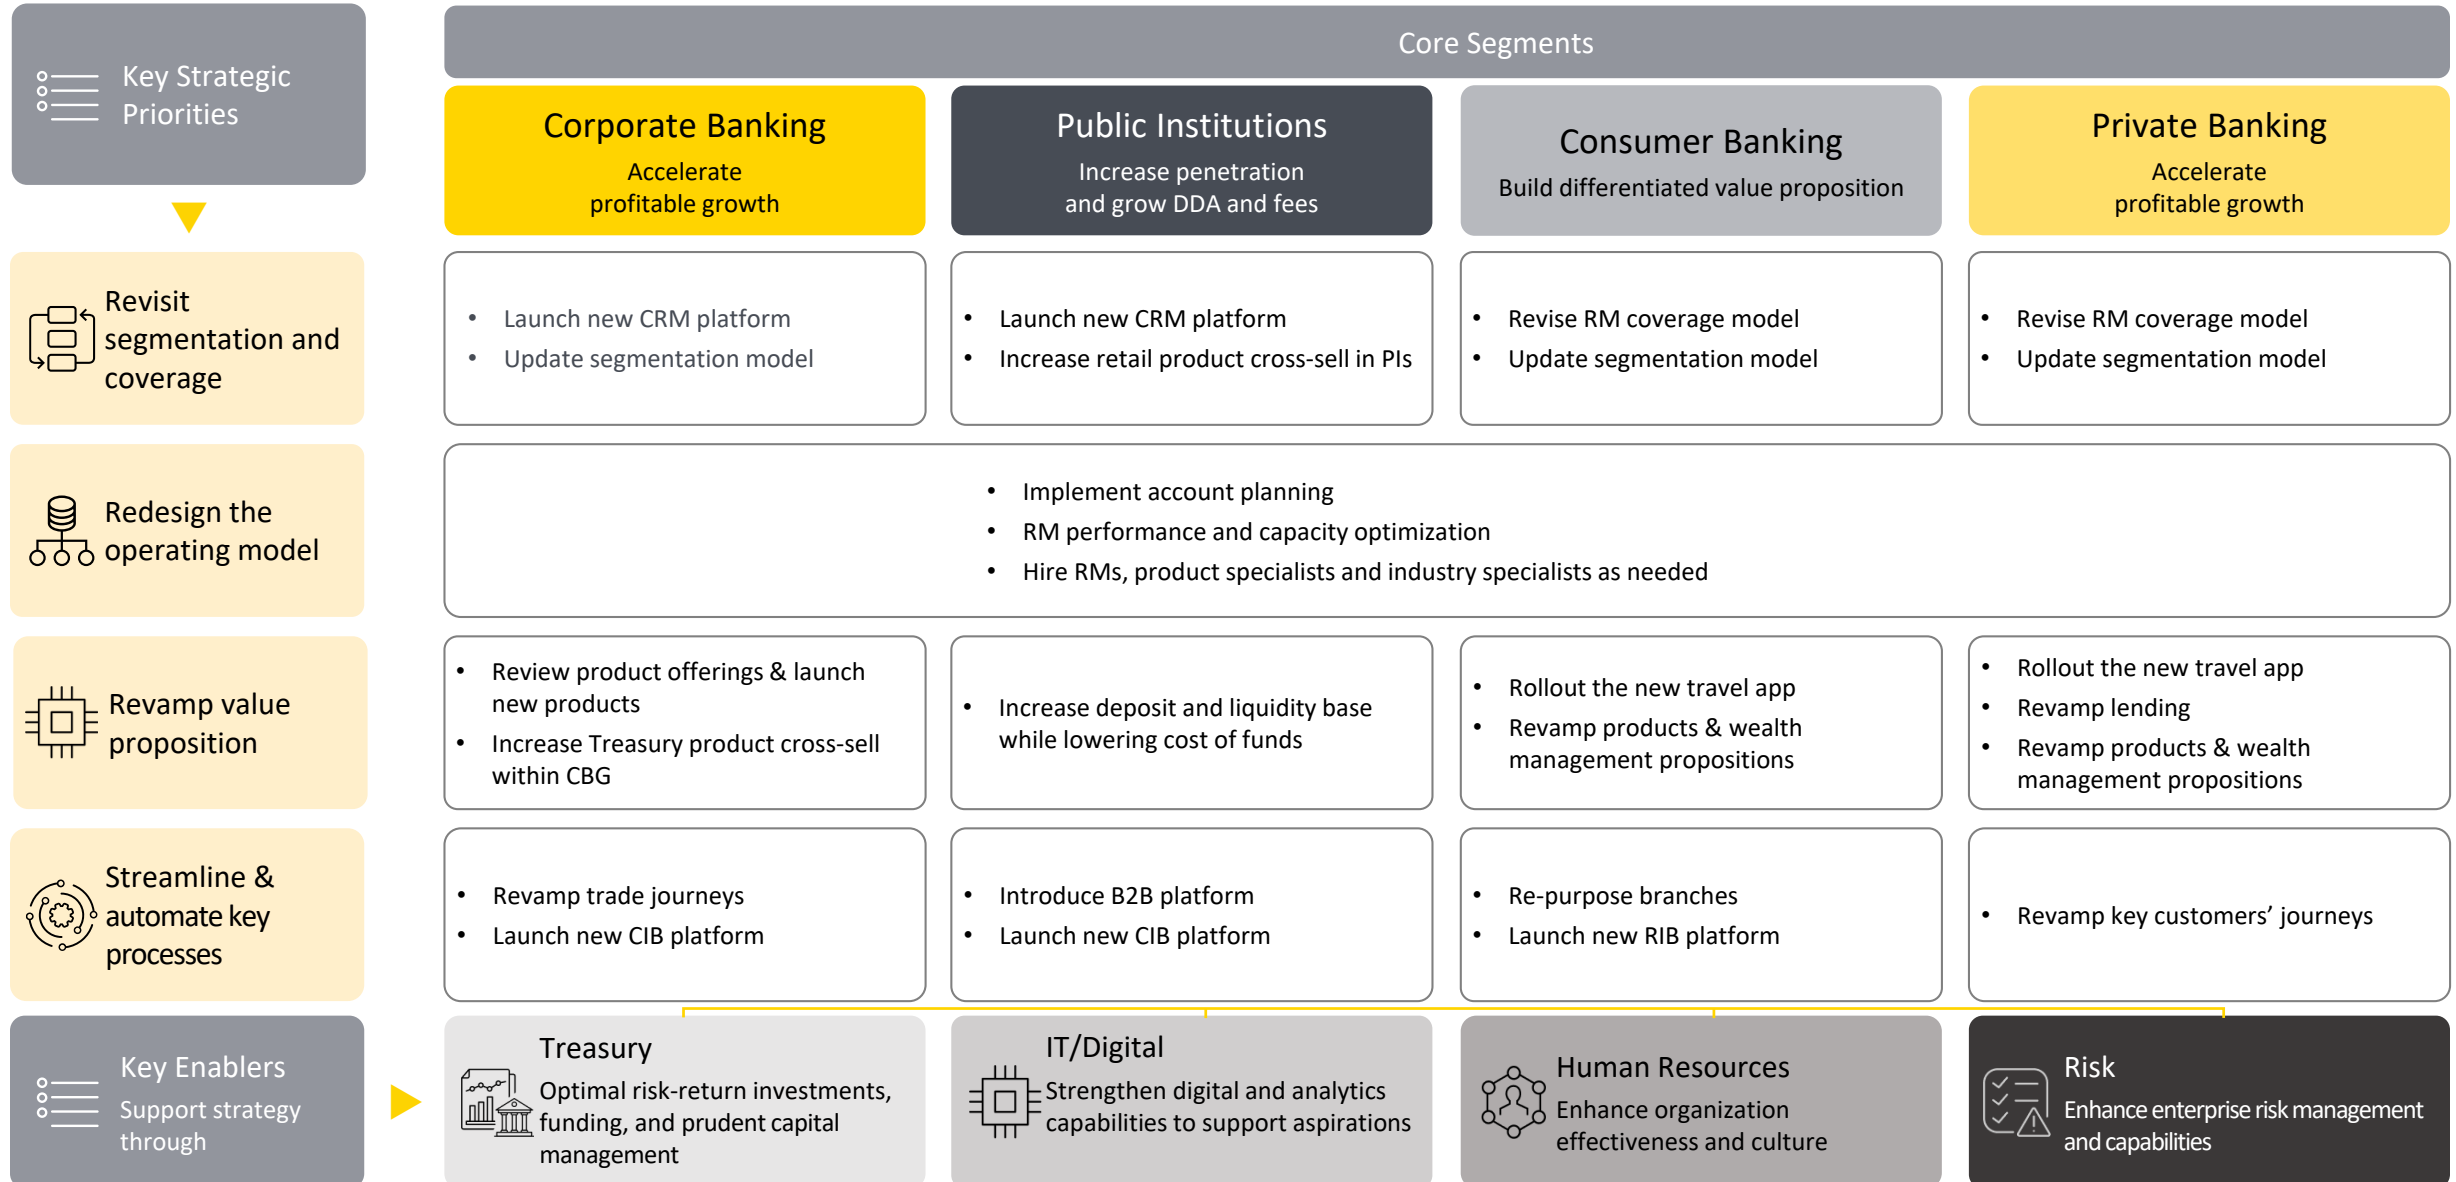 Key Strategic
Priorities
Core Segments
Corporate Banking
Accelerate
profitable growth
Public Institutions
Increase penetration
and grow DDA and fees
Consumer Banking
Build differentiated value proposition
Private Banking
Accelerate
profitable growth
Revisit
segmentation and
coverage
• Launch new CRM platform
• Update segmentation model
• Launch new CRM platform
• Increase retail product cross-sell in PIs
• Revise RM coverage model
• Update segmentation model
• Revise RM coverage model
• Update segmentation model
Redesign the
operating model
• Implement account planning
• RM performance and capacity optimization
• Hire RMs, product specialists and industry specialists as needed
Revamp value
proposition
• Review product offerings & launch
new products
• Increase Treasury product cross-sell
within CBG
• Increase deposit and liquidity base
while lowering cost of funds
• Rollout the new travel app
• Revamp products & wealth
management propositions
• Rollout the new travel app
• Revamp lending
• Revamp products & wealth
management propositions
Streamline &
automate key
processes
• Revamp trade journeys
• Launch new CIB platform
• Introduce B2B platform
• Launch new CIB platform
• Re-purpose branches
• Launch new RIB platform
• Revamp key customers’ journeys
Key Enablers
Support strategy
through
Treasury
Optimal risk-return investments,
funding, and prudent capital
management
IT/Digital
Strengthen digital and analytics
capabilities to support aspirations
Human Resources
Enhance organization
effectiveness and culture
Risk
Enhance enterprise risk management
and capabilities